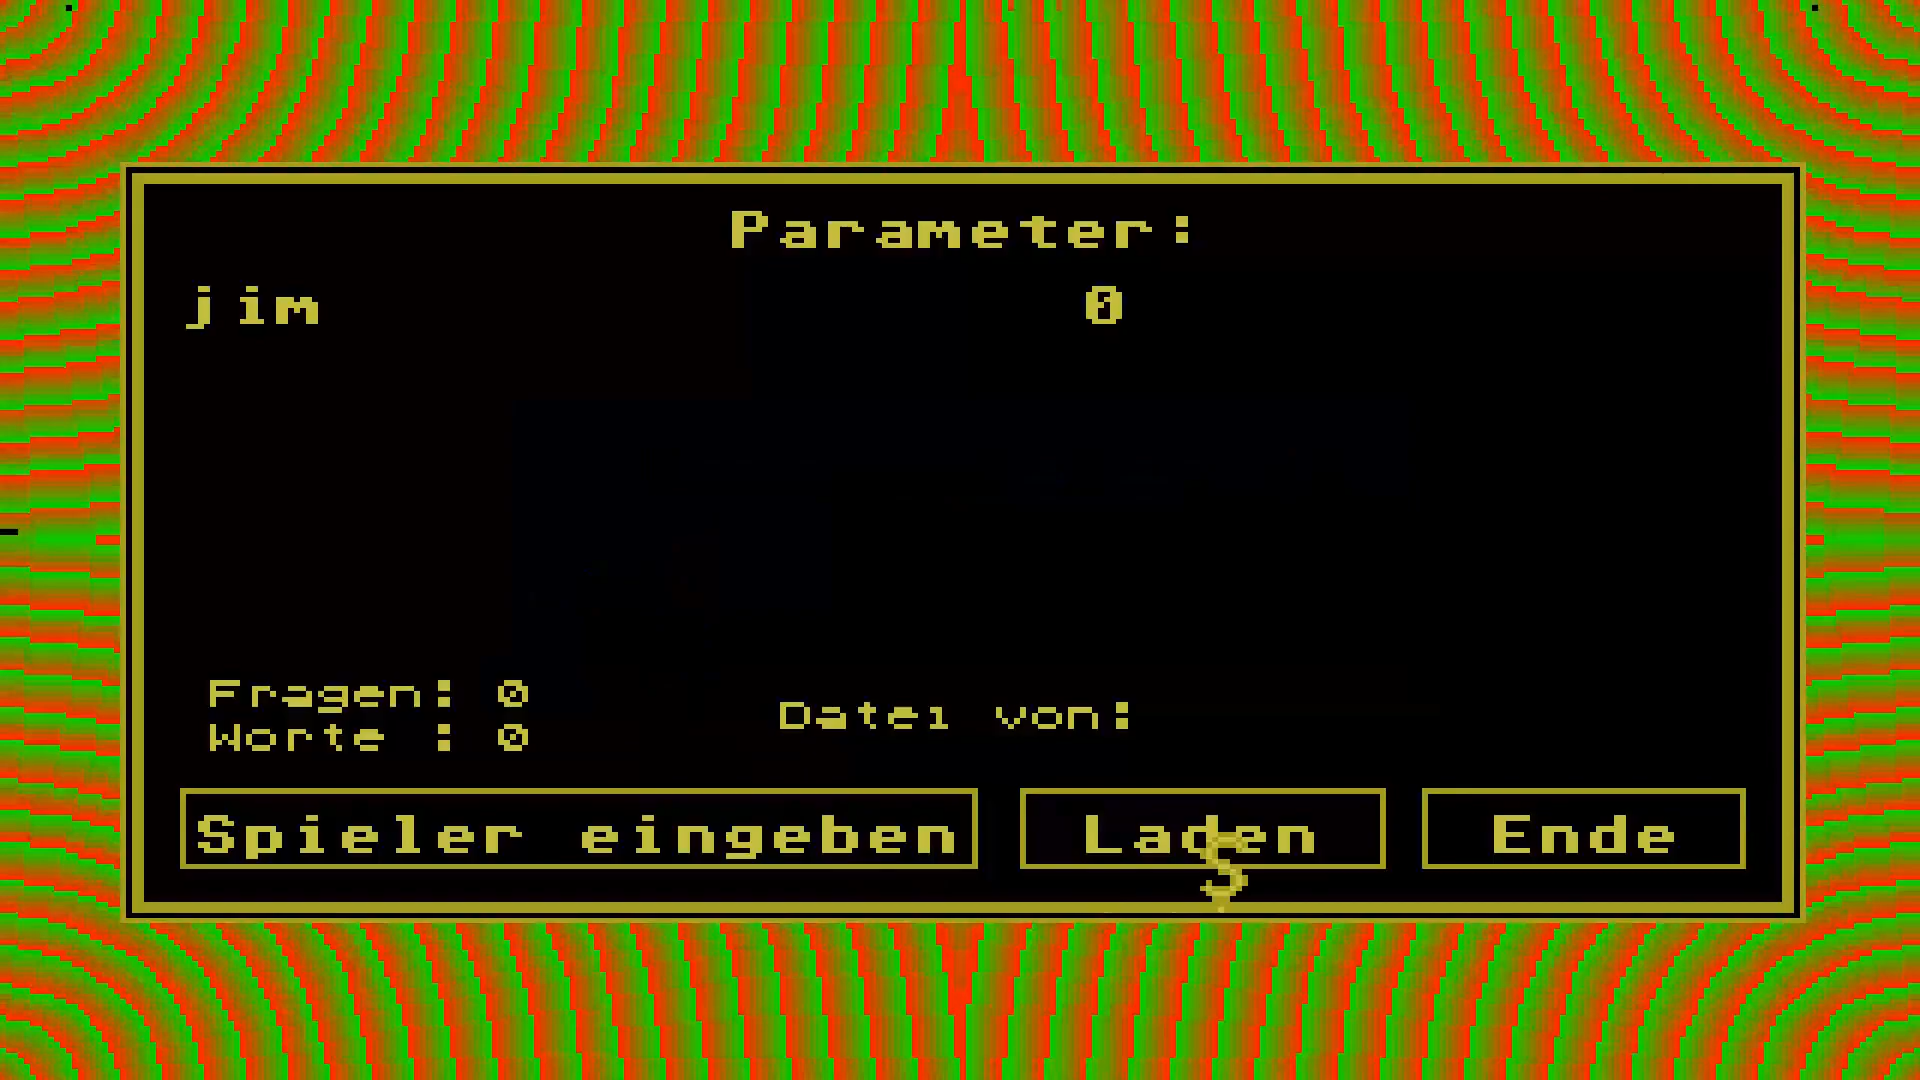 Parameter:
jim 0
Fragen: 0
Worte : 0
Datei von:
Spieler eingeben Laden Ende